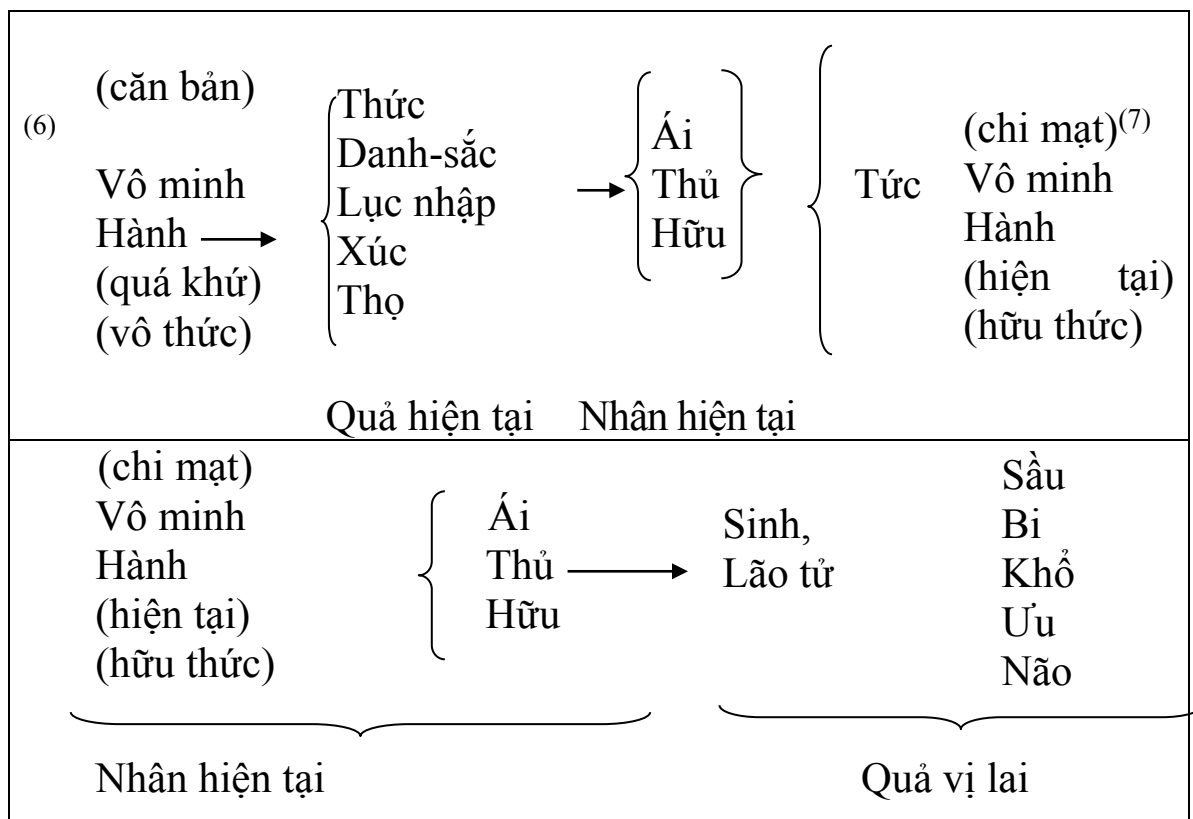 (6)
(căn bản)
Vô minh
Hành
(quá khứ)
(vô thức)
Thức
Danh-sắc
Lục nhập
Xúc
Thọ
Ái
Thủ
Hữu
Tức
(chi mạt)(7)
Vô minh
Hành
(hiện tại)
(hữu thức)
Quả hiện tại
Nhân hiện tại
(chi mạt)
Vô minh
Hành
(hiện tại)
(hữu thức)
Ái
Thủ
Hữu
Sinh,
Lão tử
Sầu
Bi
Khổ
Ưu
Não
Nhân hiện tại
Quả vị lai